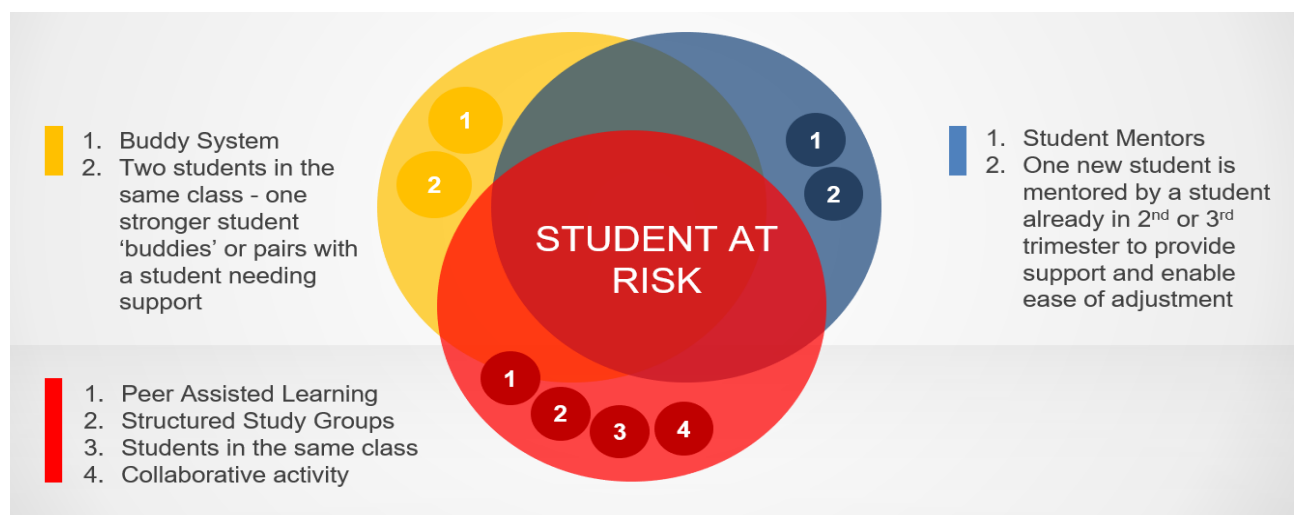 1. Buddy System
2. Two students in the
same class - one
stronger student
‘buddies’ or pairs with
a student needing
support
1
2
1
2
STUDENT AT
RISK
1. Student Mentors
2. One new student is
mentored by a student
already in 2nd or 3rd
trimester to provide
support and enable
ease of adjustment
1. Peer Assisted Learning
2. Structured Study Groups
3. Students in the same class
4. Collaborative activity
1
2
3
4